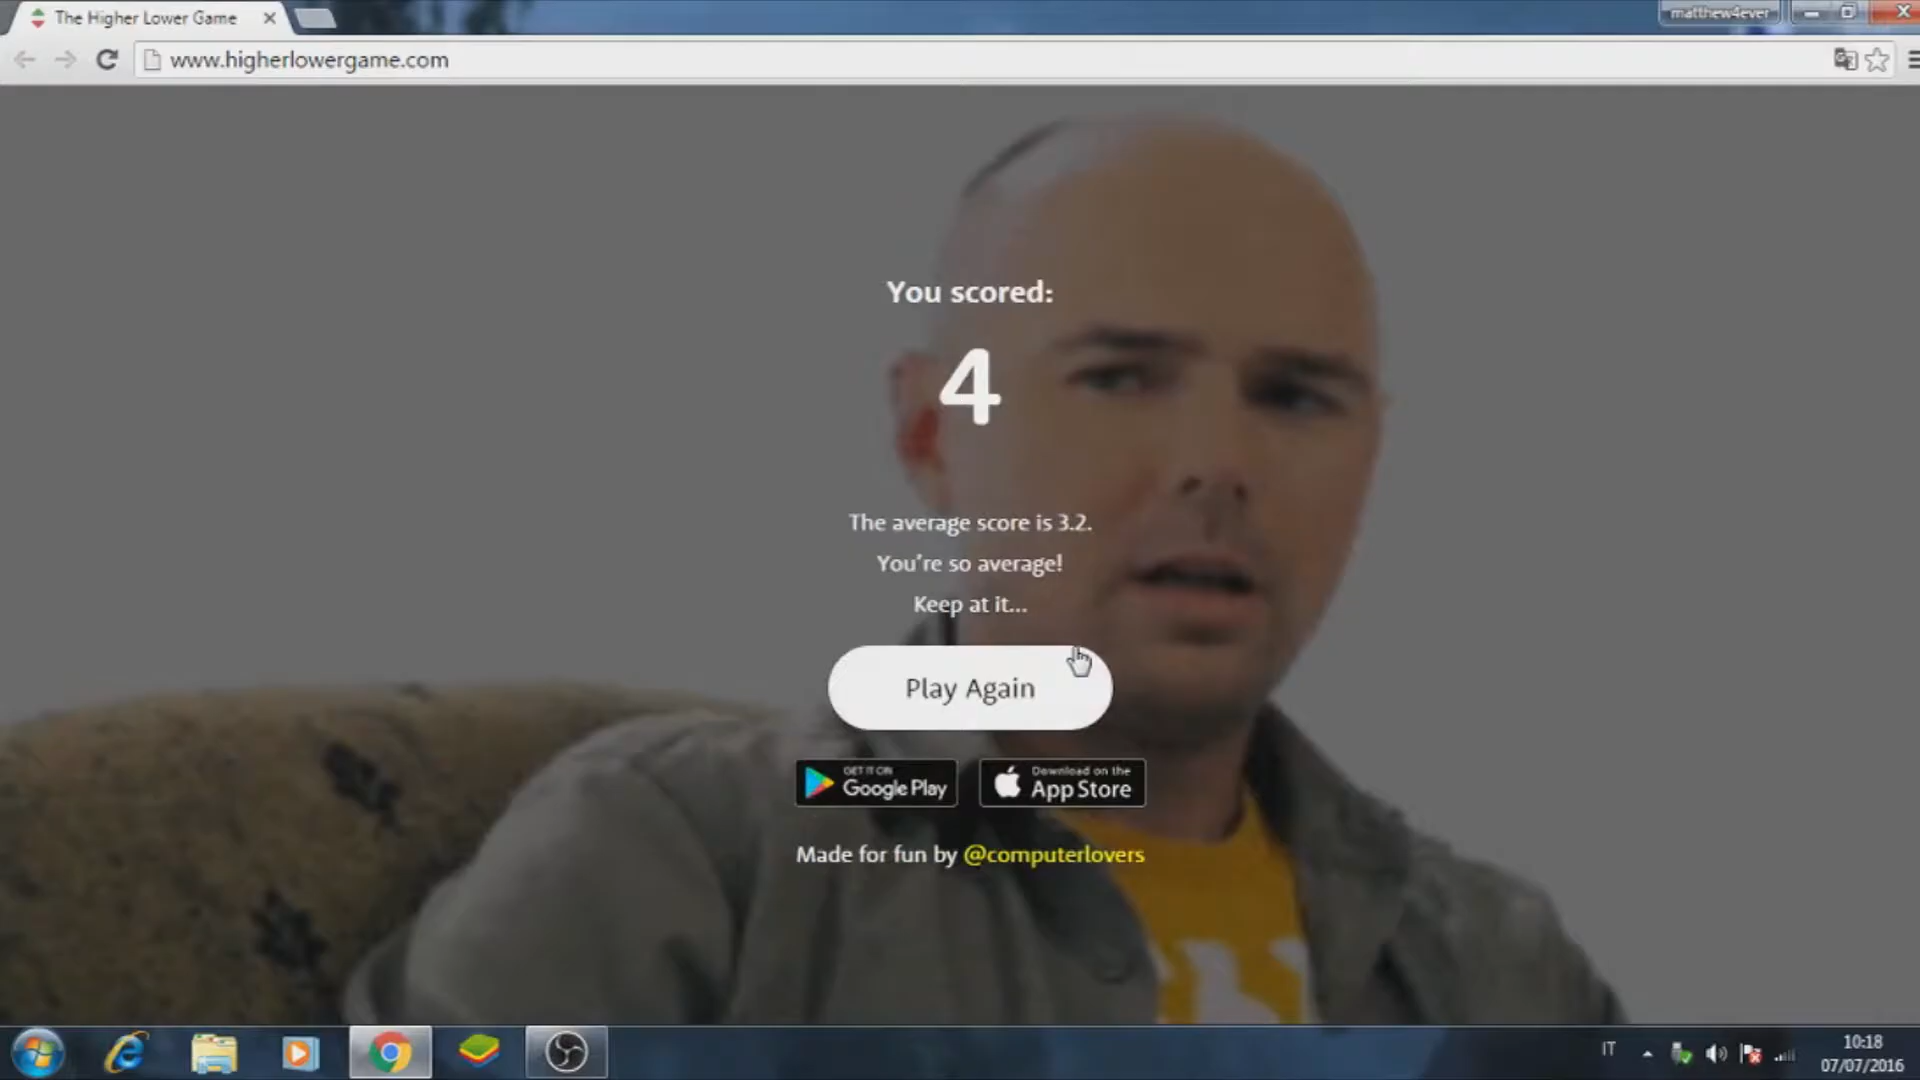 The Higher Lower Game
matthew4ever
www.higherlowergame.com
You scored:
4
The average score is 3.2.
You're so average!
Keep at it...
Play Again
GET IT ON
Google Play
Download on the
App Store
Made for fun by @computerlovers
IT
10:18
07/07/2016